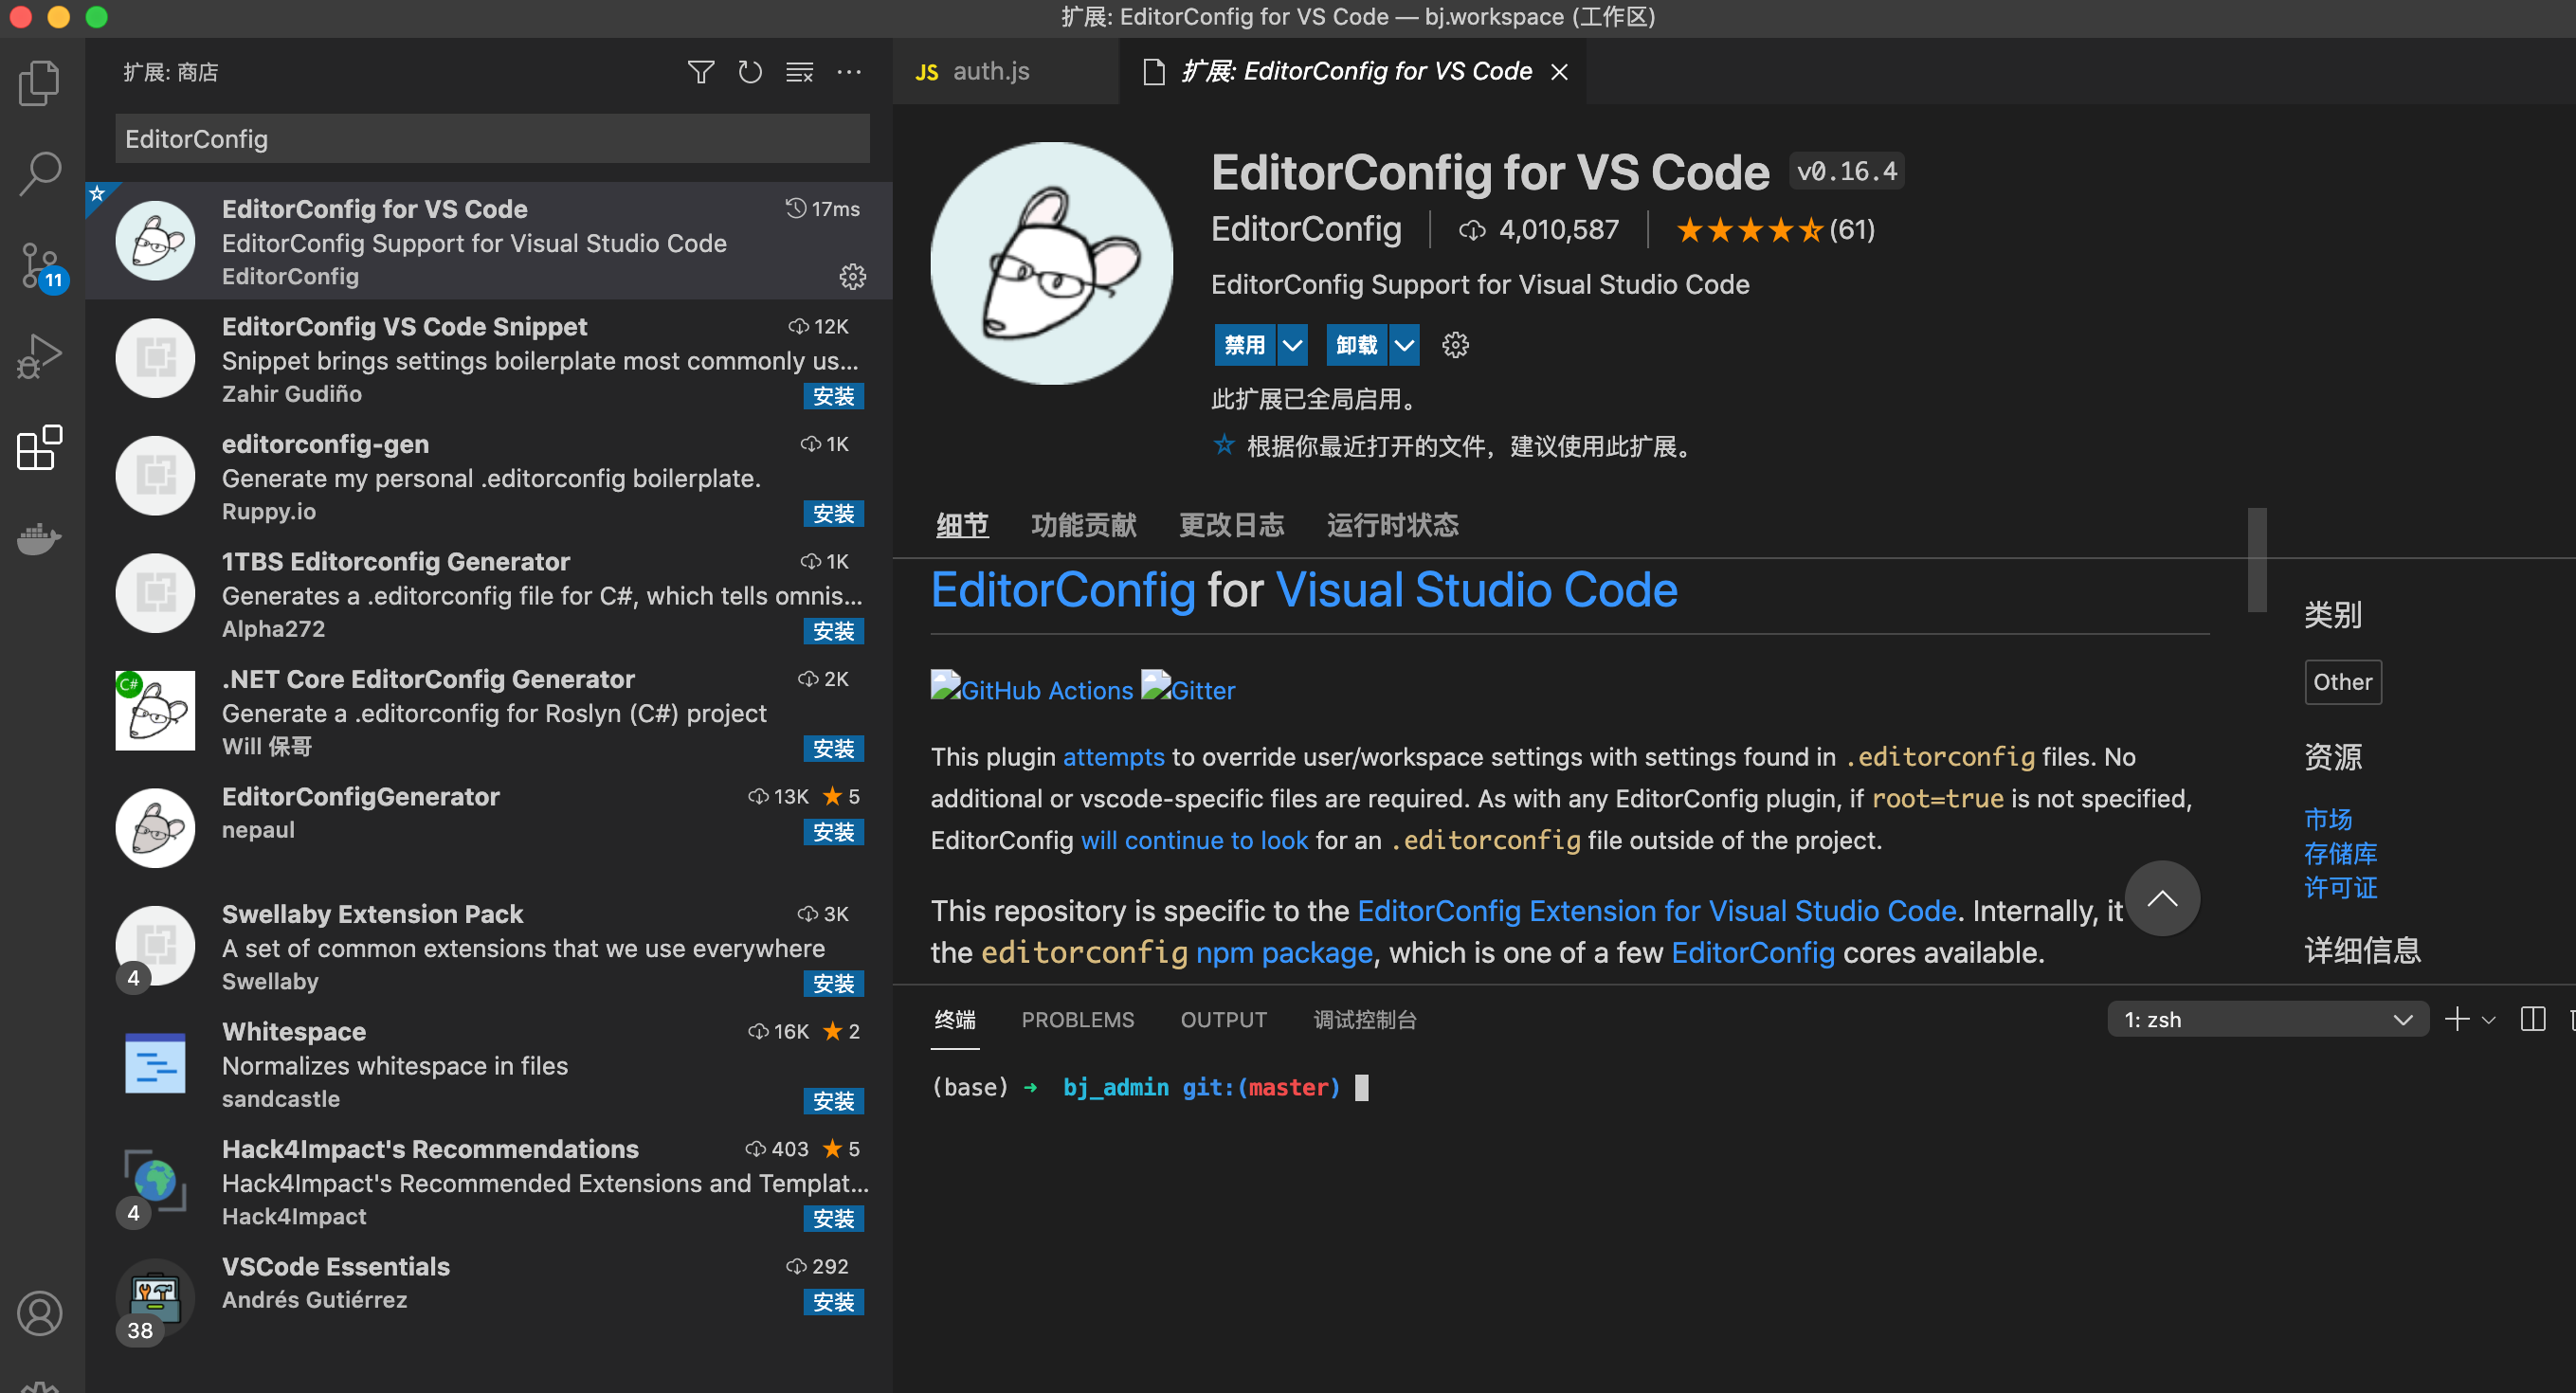 扩展: EditorConfig for VS Code — bj.workspace (工作区)
扩展: 商店
EditorConfig
EditorConfig for VS Code 17ms
EditorConfig Support for Visual Studio Code
EditorConfig
EditorConfig VS Code Snippet 12K
Snippet brings settings boilerplate most commonly us...
Zahir Gudiño 安装
editorconfig-gen 1K
Generate my personal .editorconfig boilerplate.
Ruppy.io 安装
1TBS Editorconfig Generator 1K
Generates a .editorconfig file for C#, which tells omnis...
Alpha272 安装
C#
.NET Core EditorConfig Generator 2K
Generate a .editorconfig for Roslyn (C#) project
Will 保哥 安装
EditorConfigGenerator 13K ★ 5
nepaul 安装
Swellaby Extension Pack 3K
A set of common extensions that we use everywhere
4 Swellaby 安装
Whitespace 16K ★ 2
Normalizes whitespace in files
sandcastle 安装
Hack4Impact's Recommendations 403 ★ 5
Hack4Impact's Recommended Extensions and Templat...
4 Hack4Impact 安装
VSCode Essentials 292
Andrés Gutiérrez 安装
38
11
JS auth.js 扩展: EditorConfig for VS Code
EditorConfig for VS Code v0.16.4
EditorConfig 4,010,587 (61)
EditorConfig Support for Visual Studio Code
禁用 卸载
此扩展已全局启用。
根据你最近打开的文件，建议使用此扩展。
细节 功能贡献 更改日志 运行时状态
EditorConfig for Visual Studio Code
GitHub Actions Gitter
This plugin attempts to override user/workspace settings with settings found in .editorconfig files. No
additional or vscode-specific files are required. As with any EditorConfig plugin, if root=true is not specified,
EditorConfig will continue to look for an .editorconfig file outside of the project.
This repository is specific to the EditorConfig Extension for Visual Studio Code. Internally, it
the editorconfig npm package, which is one of a few EditorConfig cores available.
类别
Other
资源
市场
存储库
许可证
详细信息
终端 PROBLEMS OUTPUT 调试控制台 1: zsh
(base) ➜ bj_admin git:(master)